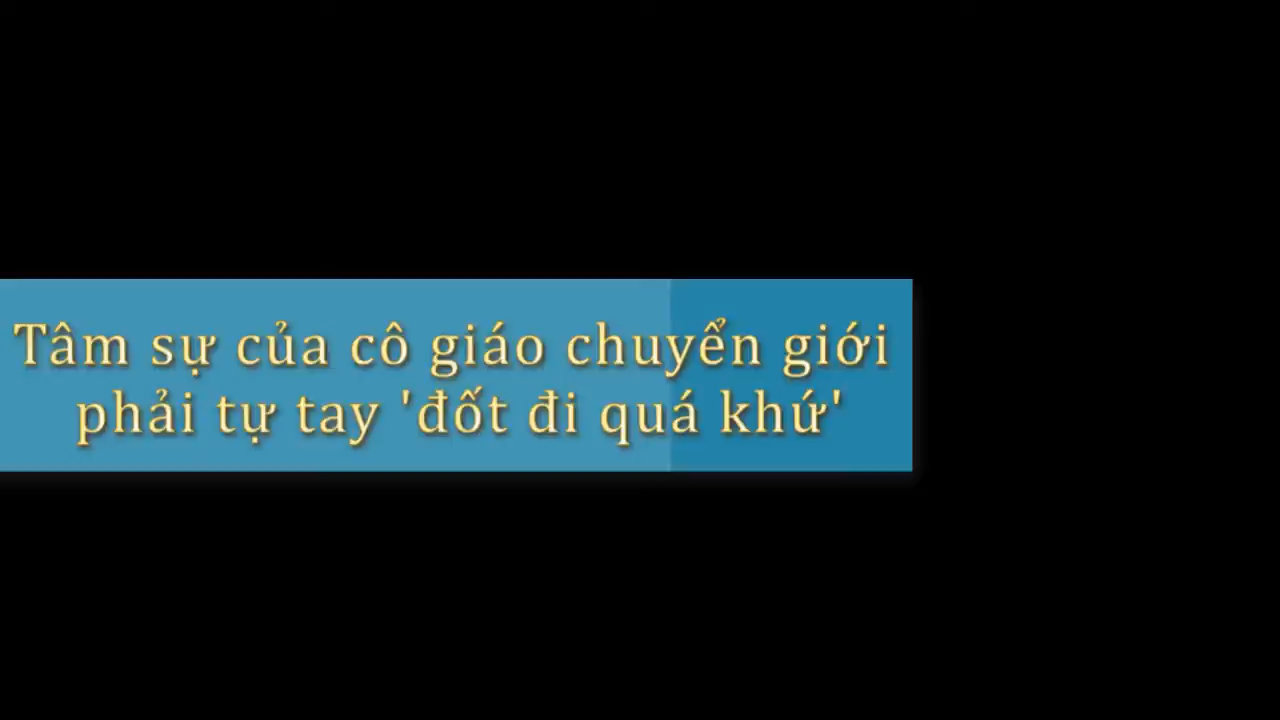 Tâm sự của cô giáo chuyển giới
phải tự tay 'đốt đi quá khứ'